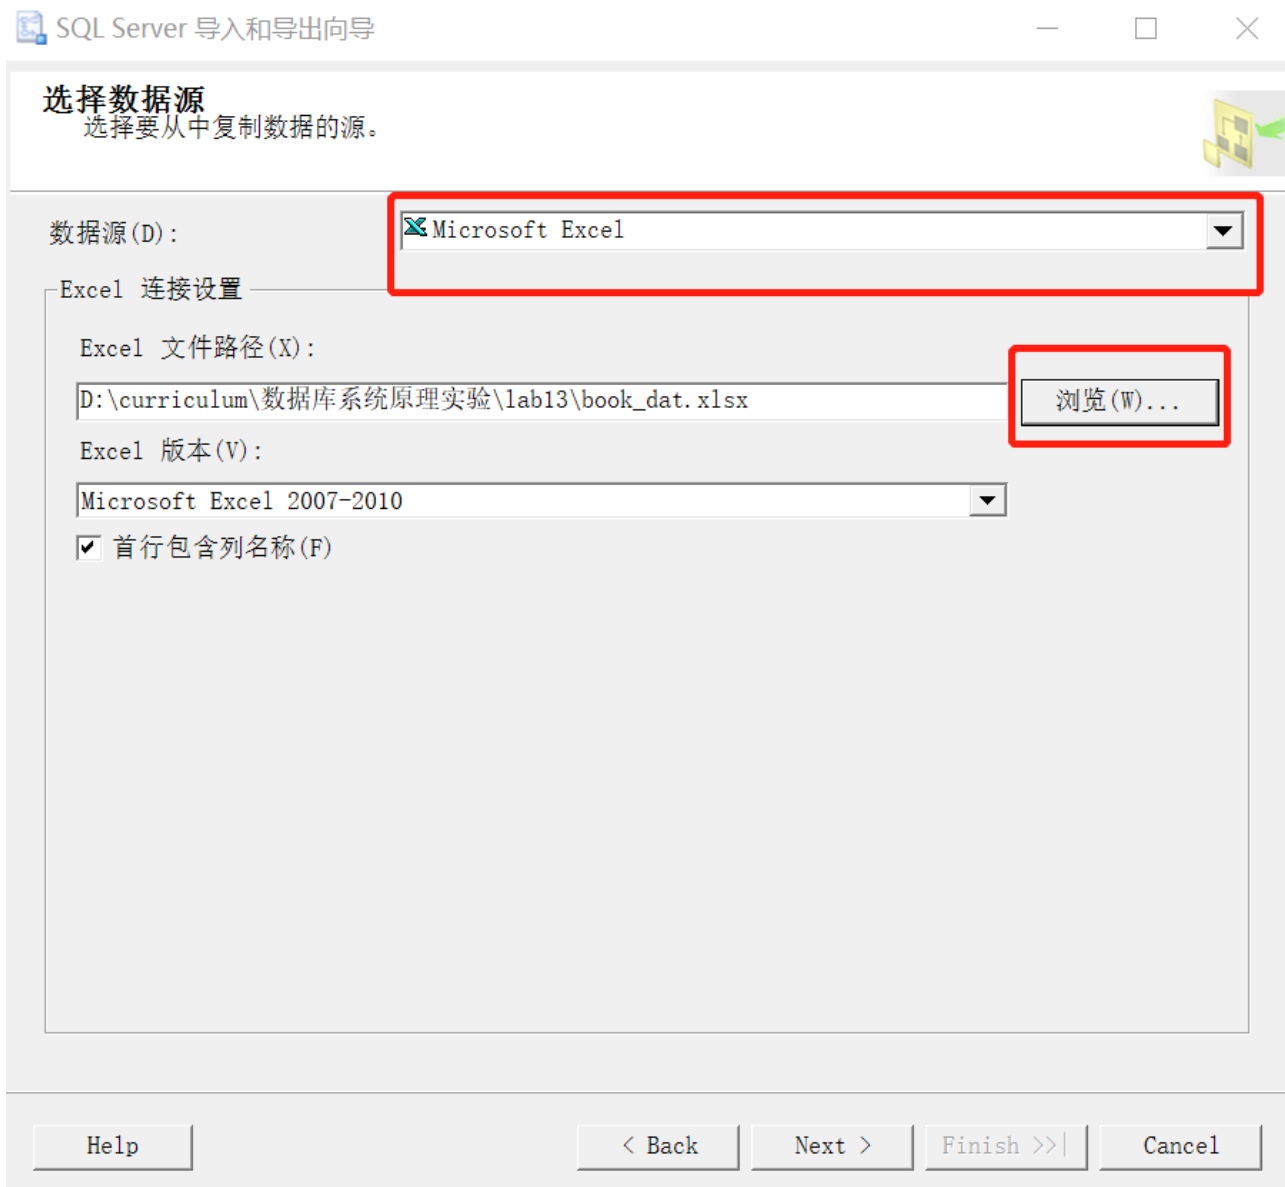 SQL Server 导入和导出向导
选择数据源
选择要从中复制数据的源。
数据源(D):
Microsoft Excel
Excel 连接设置
Excel 文件路径(X):
D:\curriculum\数据库系统原理实验\lab13\book_dat.xlsx
浏览(W)...
Excel 版本(V):
Microsoft Excel 2007-2010
首行包含列名称(F)
Help
< Back
Next >
Finish >>|
Cancel